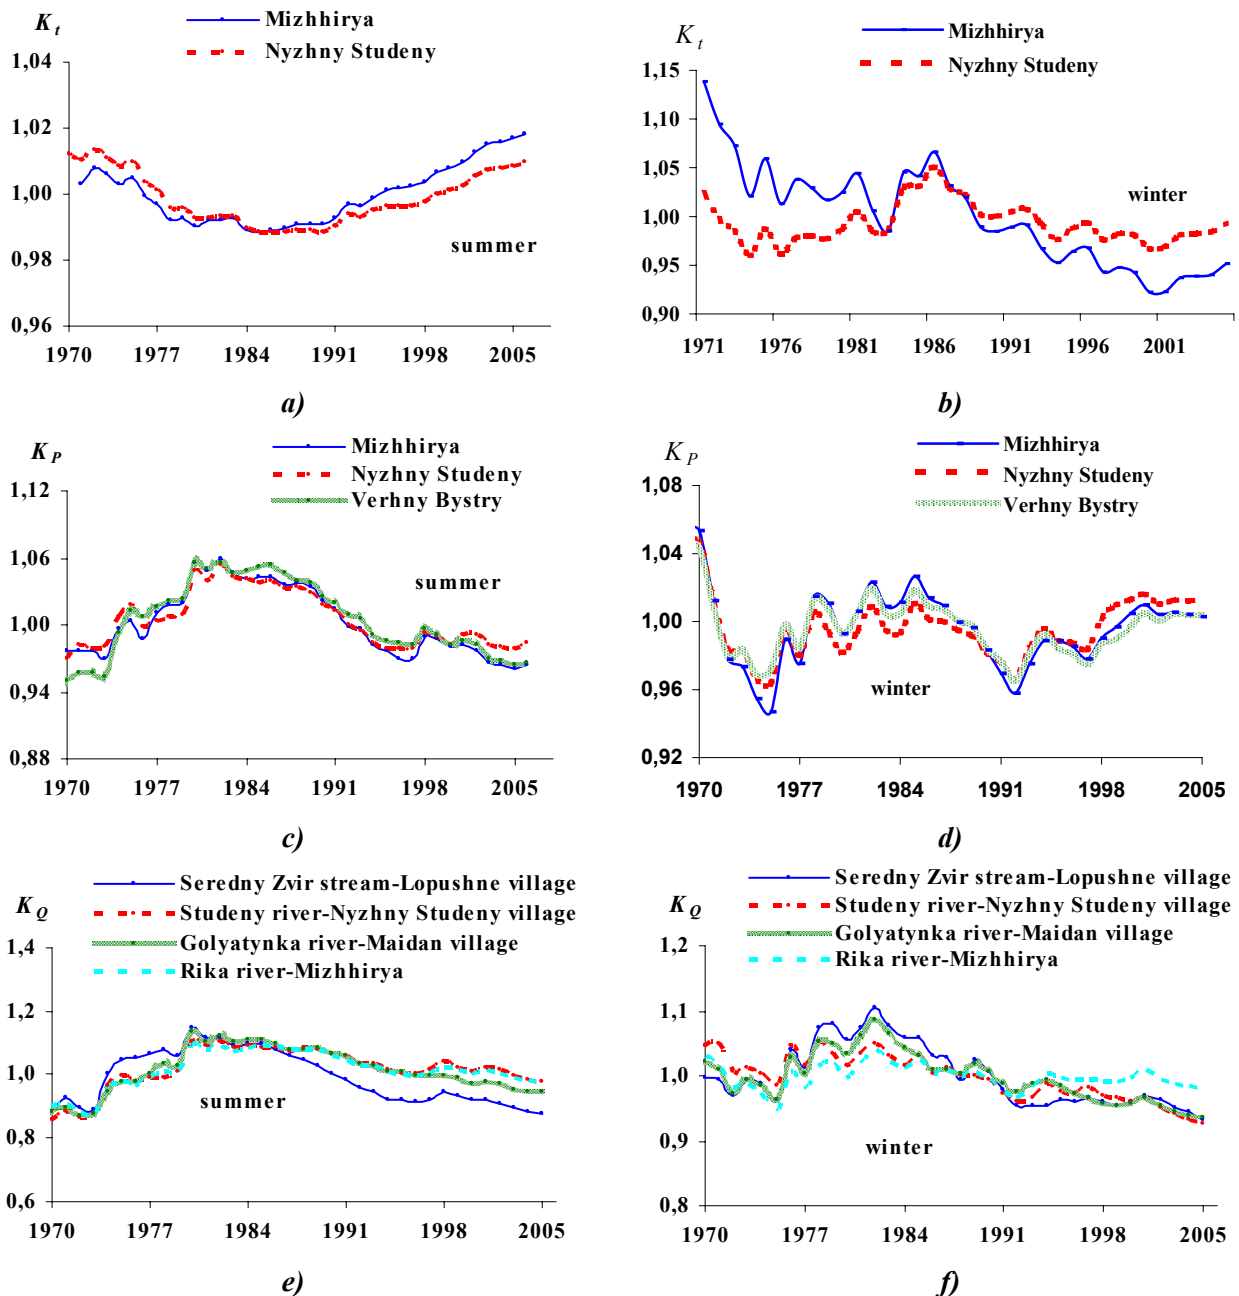 K t
Mizhhirya
Nyzhny Studeny
1,04
1,02
1,00
0,98
0,96
summer
1970 1977 1984 1991 1998 2005
a)
K t
Mizhhirya
Nyzhny Studeny
1,15
1,10
1,05
1,00
0,95
0,90
winter
1971 1976 1981 1986 1991 1996 2001
b)
K P
Mizhhirya
Nyzhny Studeny
Verhny Bystry
1,12
1,06
1,00
0,94
0,88
summer
1970 1977 1984 1991 1998 2005
c)
K P
Mizhhirya
Nyzhny Studeny
Verhny Bystry
1,08
1,04
1,00
0,96
0,92
winter
1970 1977 1984 1991 1998 2005
d)
K Q
Seredny Zvir stream-Lopushne village
Studeny river-Nyzhny Studeny village
Golyatynka river-Maidan village
Rika river-Mizhhirya
1,4
1,2
1,0
0,8
0,6
summer
1970 1977 1984 1991 1998 2005
e)
K Q
Seredny Zvir stream-Lopushne village
Studeny river-Nyzhny Studeny village
Golyatynka river-Maidan village
Rika river-Mizhhirya
1,2
1,1
1,0
0,9
0,8
winter
1970 1977 1984 1991 1998 2005
f)